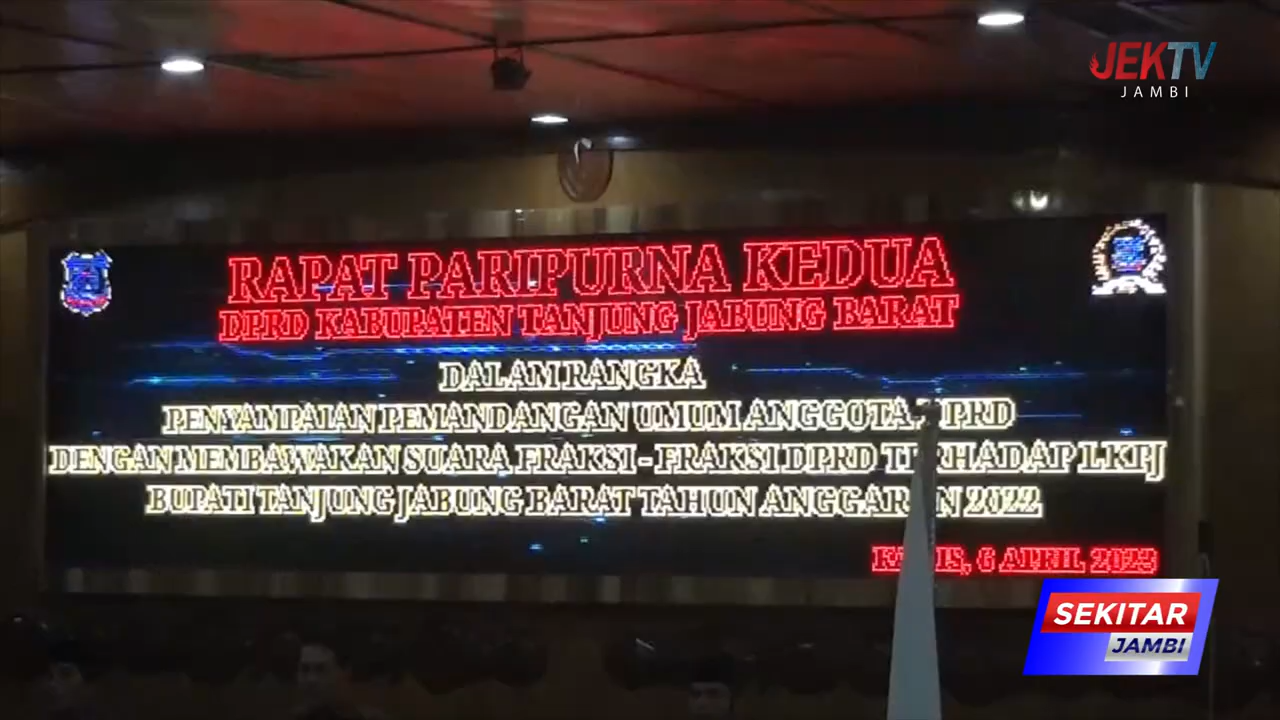 JEKTV
JAMBI
RAPAT PARIPURNA KEDUA
DPRD KABUPATEN TANJUNG JABUNG BARAT
DALAM RANGKA
PENYAMPAIAN PEMANDANGAN UMUM ANGGOTA DPRD
DENGAN MEMBAWAKAN SUARA FRAKSI - FRAKSI DPRD TERHADAP LKPJ
BUPATI TANJUNG JABUNG BARAT TAHUN ANGGARAN 2022
KAMIS, 6 APRIL 2023
SEKITAR
JAMBI